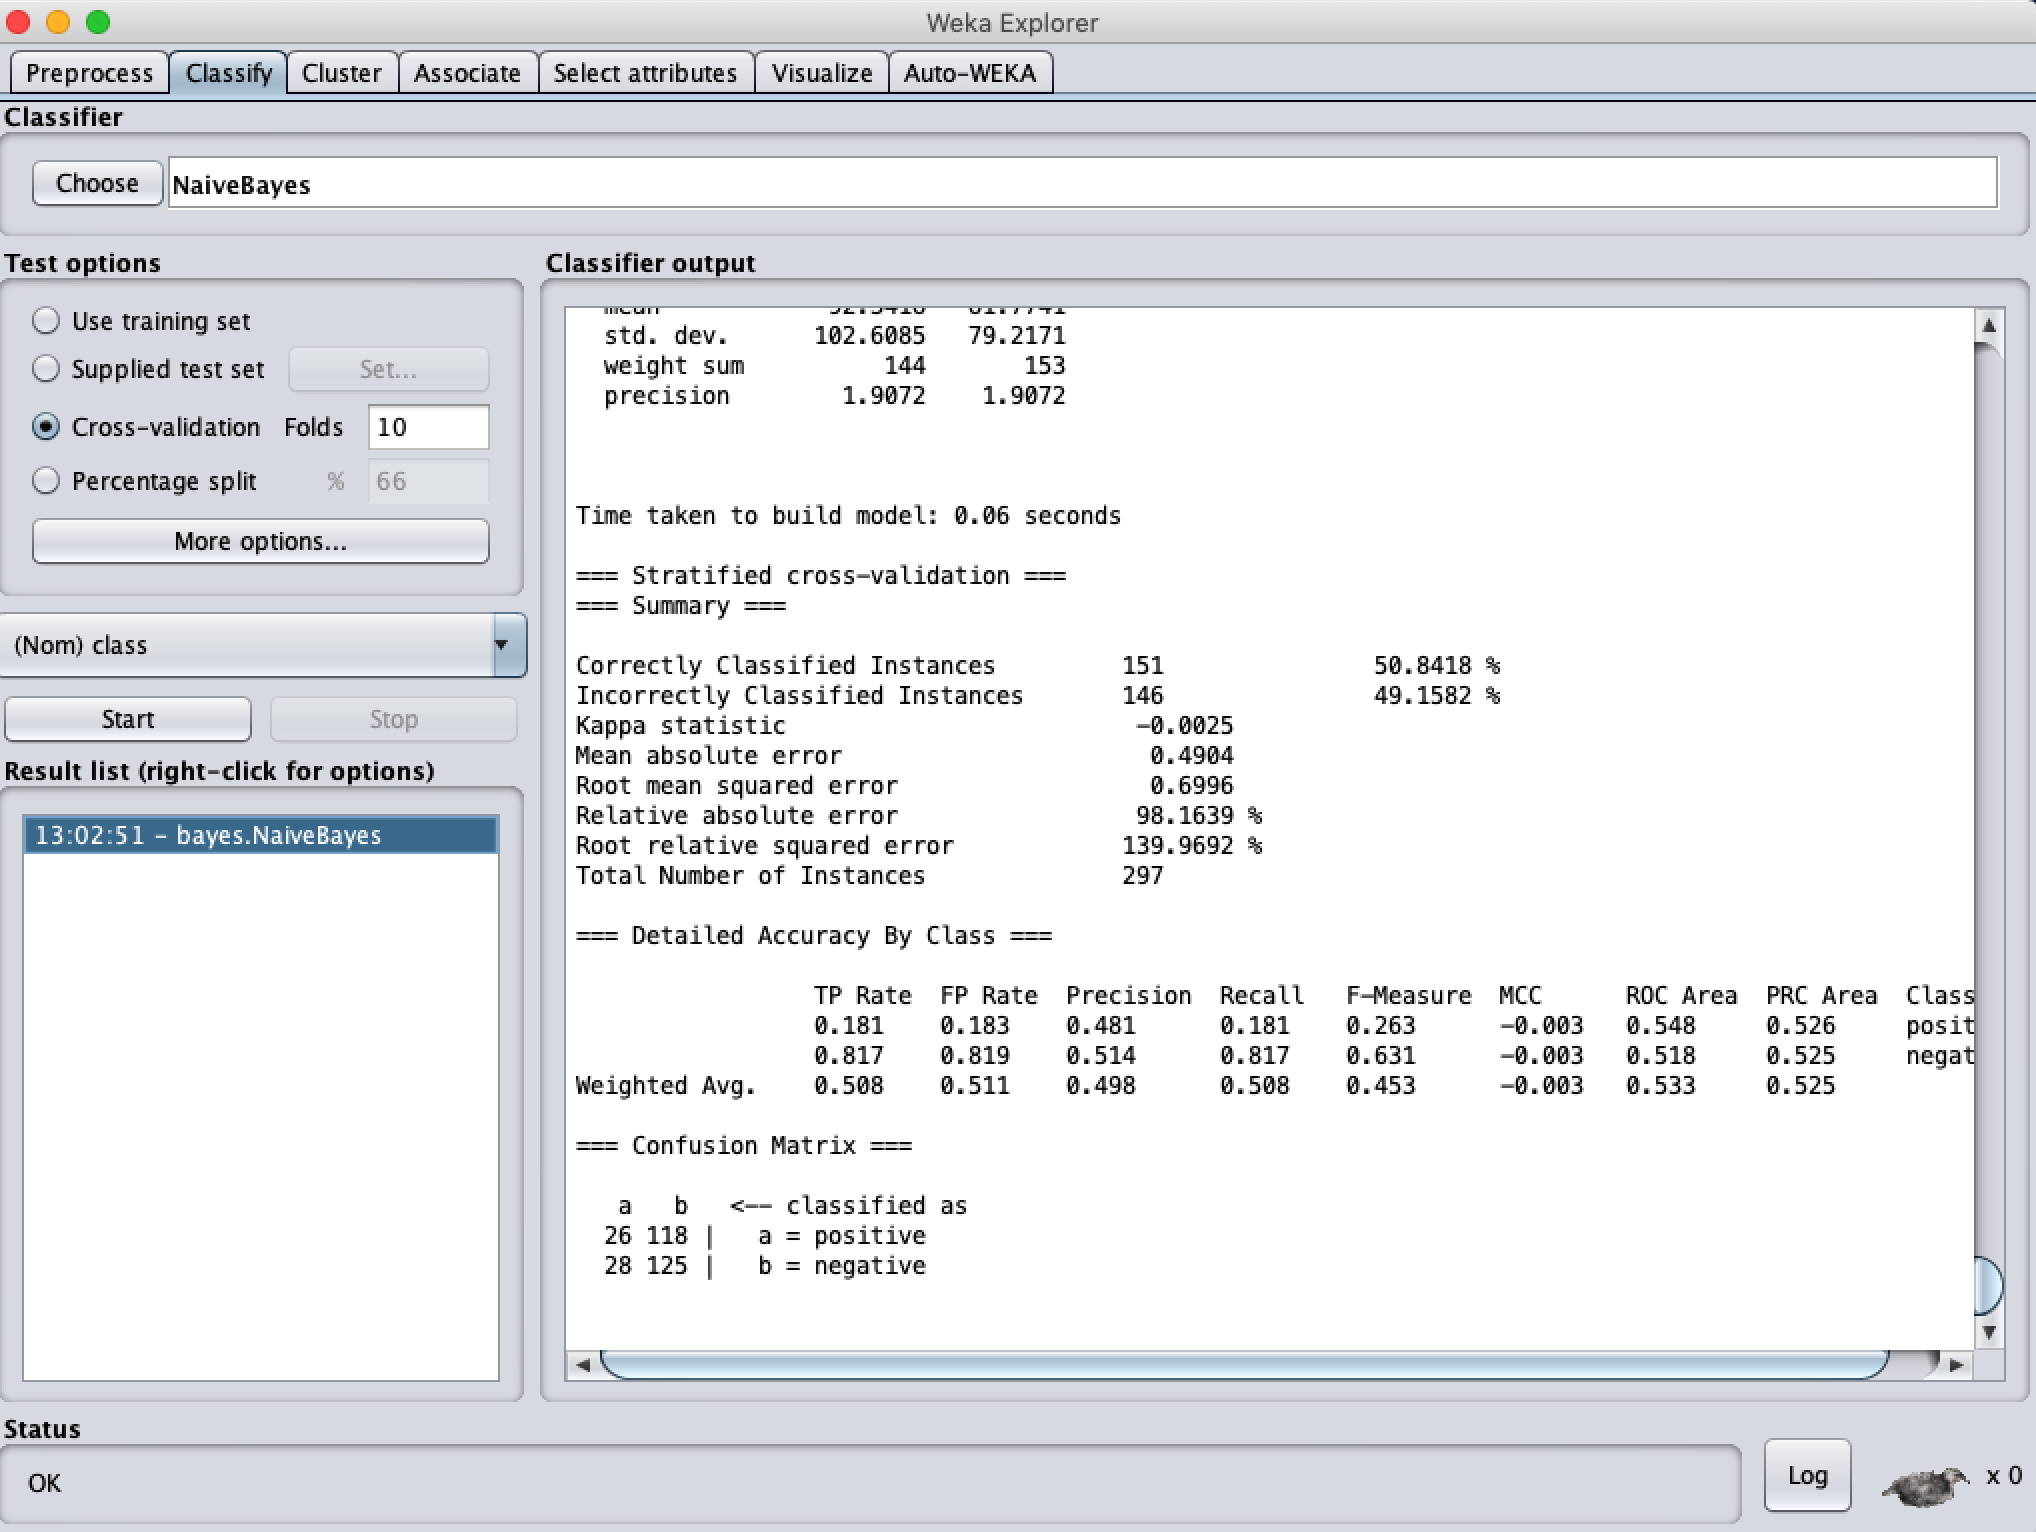 Weka Explorer
Preprocess Classify Cluster Associate Select attributes Visualize Auto-WEKA
Classifier
Choose NaiveBayes
Test options
Use training set
Supplied test set Set...
Cross-validation Folds 10
Percentage split % 66
More options...
(Nom) class
Start Stop
Result list (right-click for options)
13:02:51 - bayes.NaiveBayes
Classifier output
std. dev. 102.6085 79.2171
weight sum 144 153
precision 1.9072 1.9072
Time taken to build model: 0.06 seconds
=== Stratified cross-validation ===
=== Summary ===
Correctly Classified Instances 151 50.8418 %
Incorrectly Classified Instances 146 49.1582 %
Kappa statistic -0.0025
Mean absolute error 0.4904
Root mean squared error 0.6996
Relative absolute error 98.1639 %
Root relative squared error 139.9692 %
Total Number of Instances 297
=== Detailed Accuracy By Class ===
TP Rate FP Rate Precision Recall F-Measure MCC ROC Area PRC Area Class
0.181 0.183 0.481 0.181 0.263 -0.003 0.548 0.526 posit
0.817 0.819 0.514 0.817 0.631 -0.003 0.518 0.525 negat
Weighted Avg. 0.508 0.511 0.498 0.508 0.453 -0.003 0.533 0.525
=== Confusion Matrix ===
a b <-- classified as
26 118 | a = positive
28 125 | b = negative
Status
OK
Log x 0